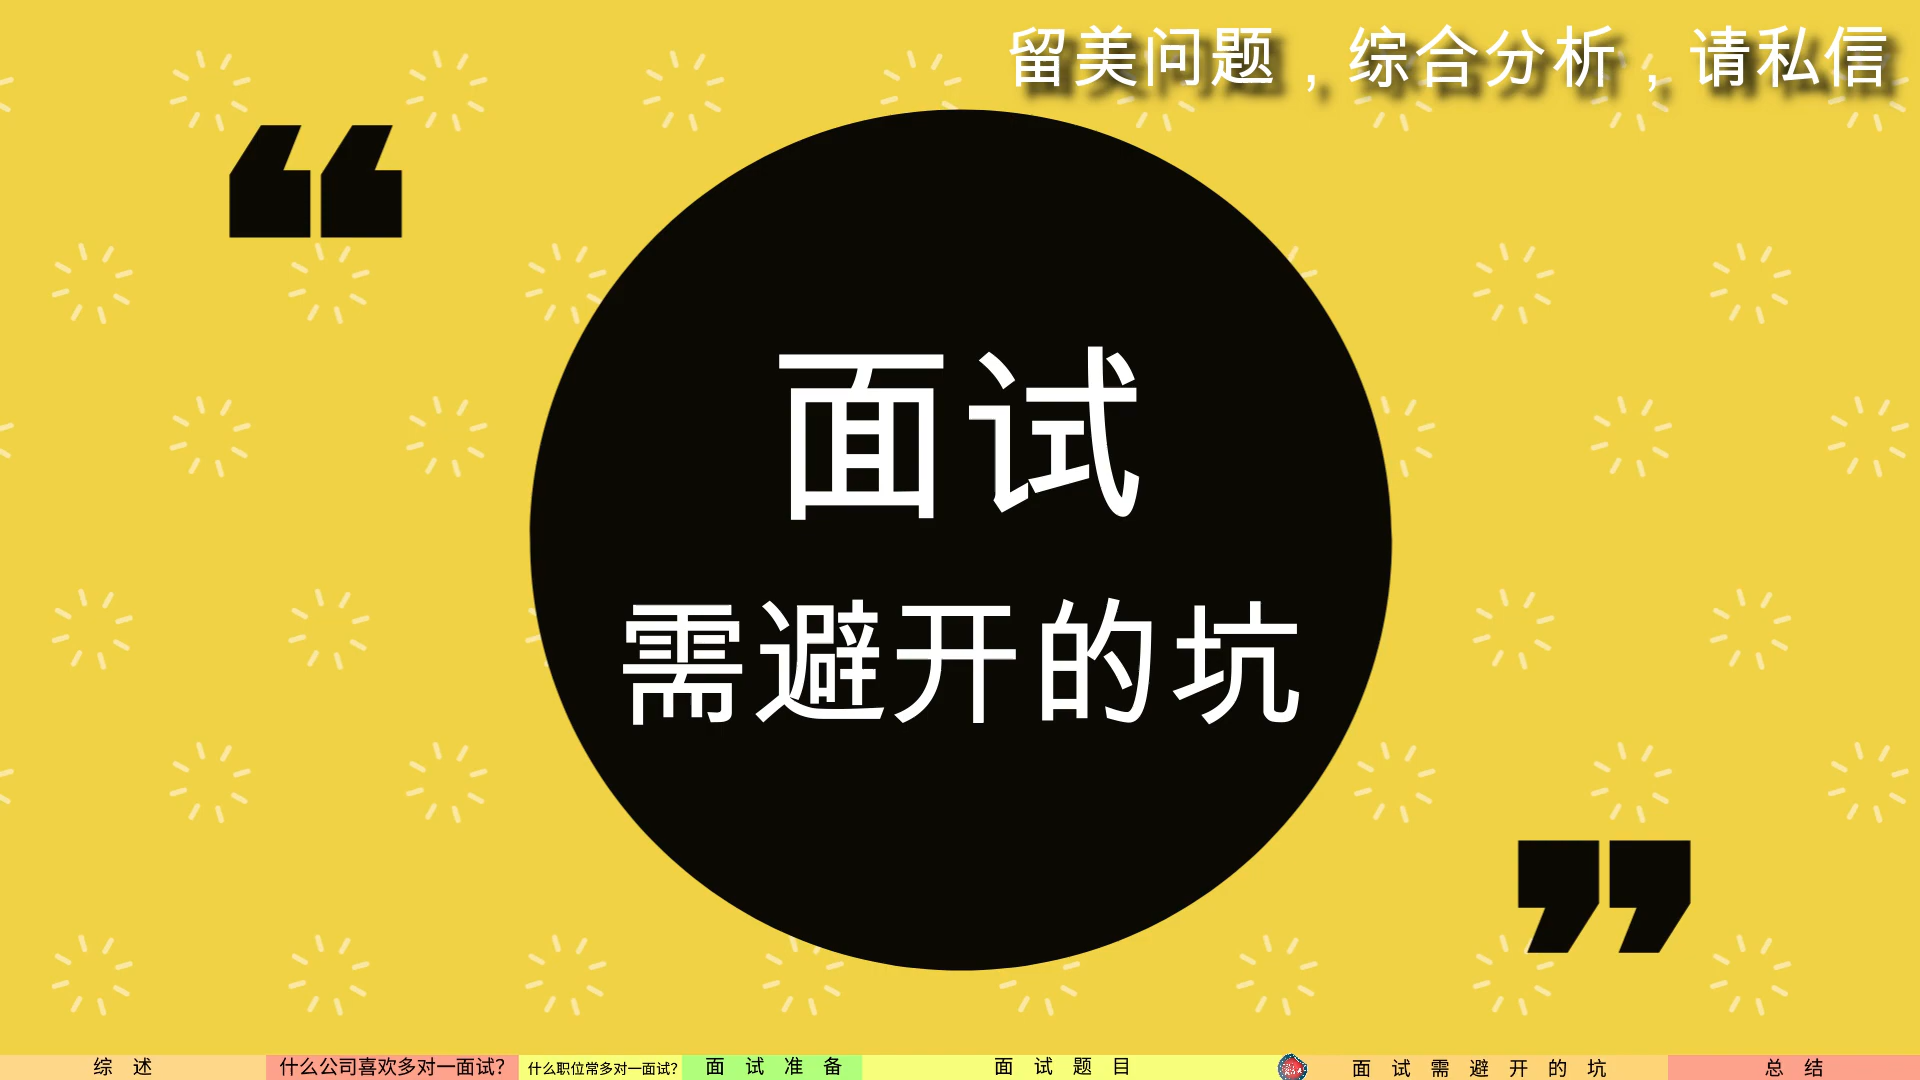 留美问题，综合分析，请私信
面试
需避开的坑
综 述
什么公司喜欢多对一面试？
什么职位常多对一面试？
面 试 准 备
面 试 题 目
面 试 需 避 开 的 坑
总 结